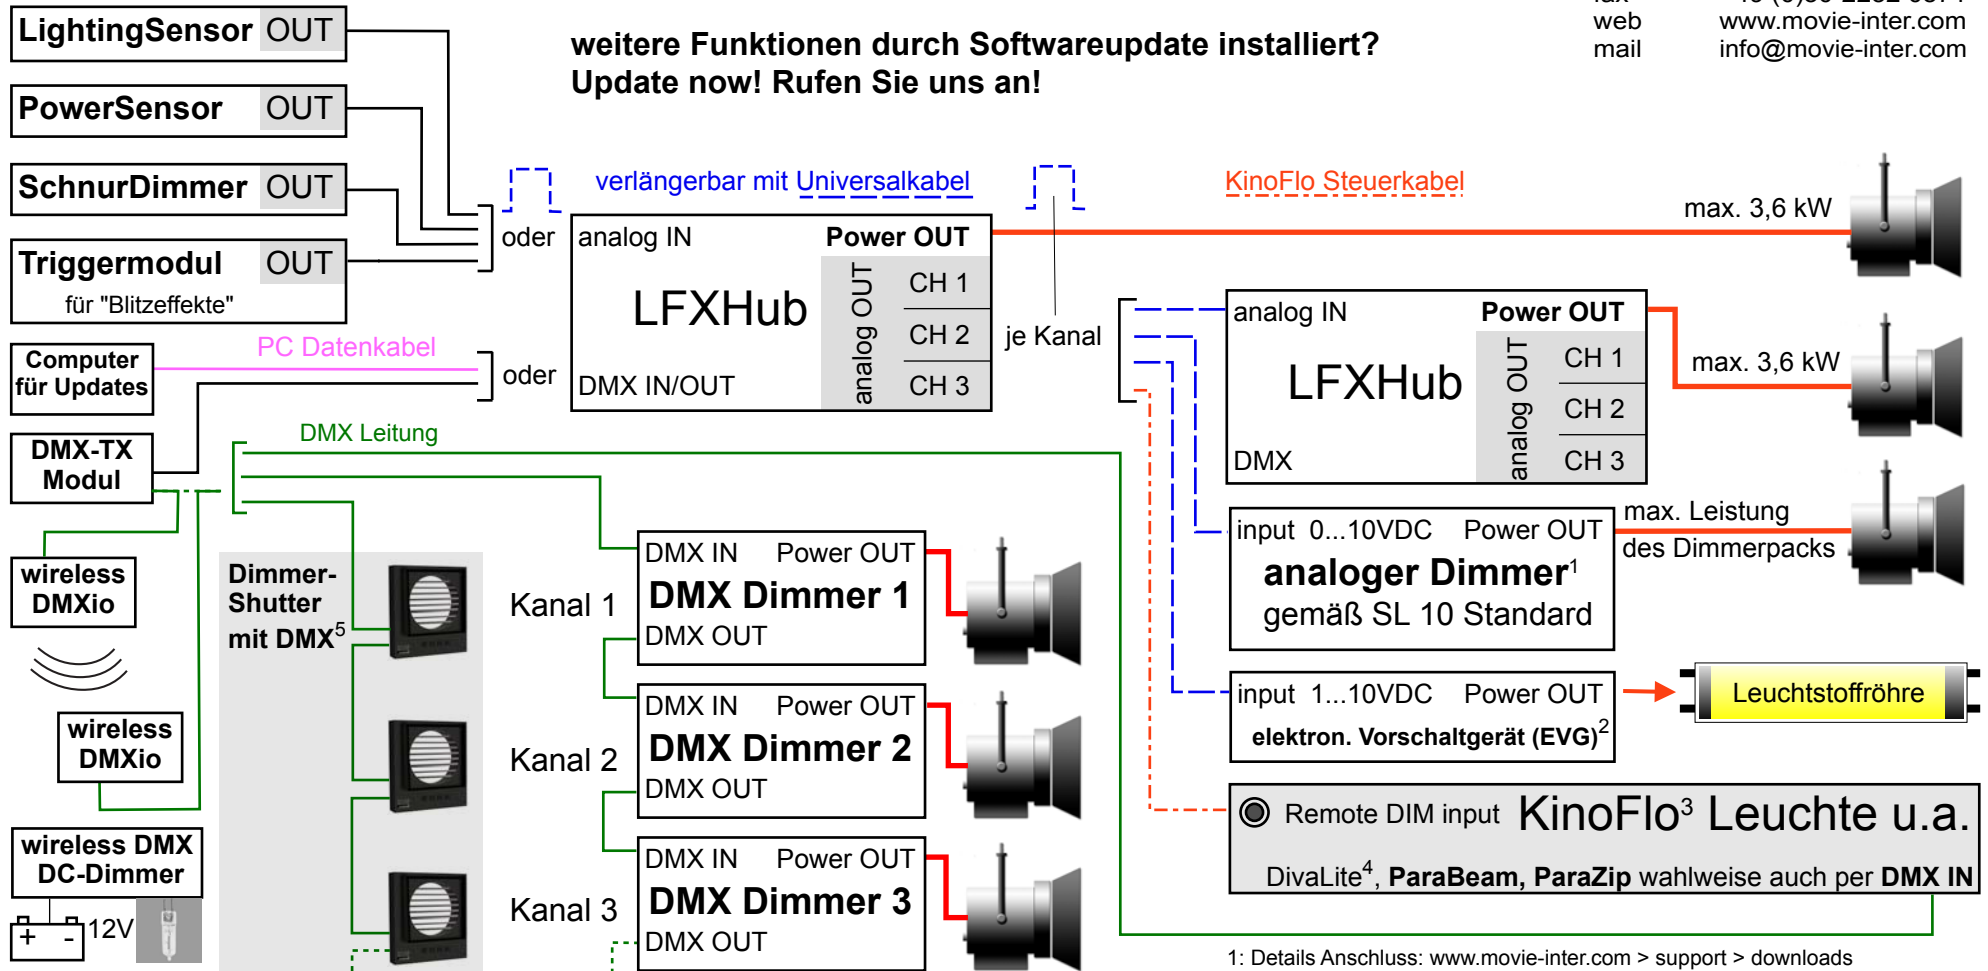 LightingSensor OUT
PowerSensor OUT
SchnurDimmer OUT
Triggermodul OUT
für "Blitzeffekte"
Computer
für Updates
DMX-TX
Modul
wireless
DMXio
wireless
DMXio
wireless DMX
DC-Dimmer
+ - 12V
weitere Funktionen durch Softwareupdate installiert?
Update now! Rufen Sie uns an!
web www.movie-inter.com
mail info@movie-inter.com
verlängerbar mit Universalkabel
KinoFlo Steuerkabel
PC Datenkabel
DMX Leitung
oder
oder
analog IN Power OUT
LFXHub
DMX IN/OUT
analog OUT
CH 1
CH 2
CH 3
je Kanal
max. 3,6 kW
analog IN Power OUT
LFXHub
DMX
analog OUT
CH 1
CH 2
CH 3
max. 3,6 kW
input 0...10VDC Power OUT
analoger Dimmer1
gemäß SL 10 Standard
max. Leistung
des Dimmerpacks
input 1...10VDC Power OUT
elektron. Vorschaltgerät (EVG)2
Leuchtstoffröhre
Remote DIM input KinoFlo3 Leuchte u.a.
DivaLite4, ParaBeam, ParaZip wahlweise auch per DMX IN
Dimmer-
Shutter
mit DMX5
Kanal 1
DMX IN Power OUT
DMX Dimmer 1
DMX OUT
Kanal 2
DMX IN Power OUT
DMX Dimmer 2
DMX OUT
Kanal 3
DMX IN Power OUT
DMX Dimmer 3
DMX OUT
1: Details Anschluss: www.movie-inter.com > support > downloads